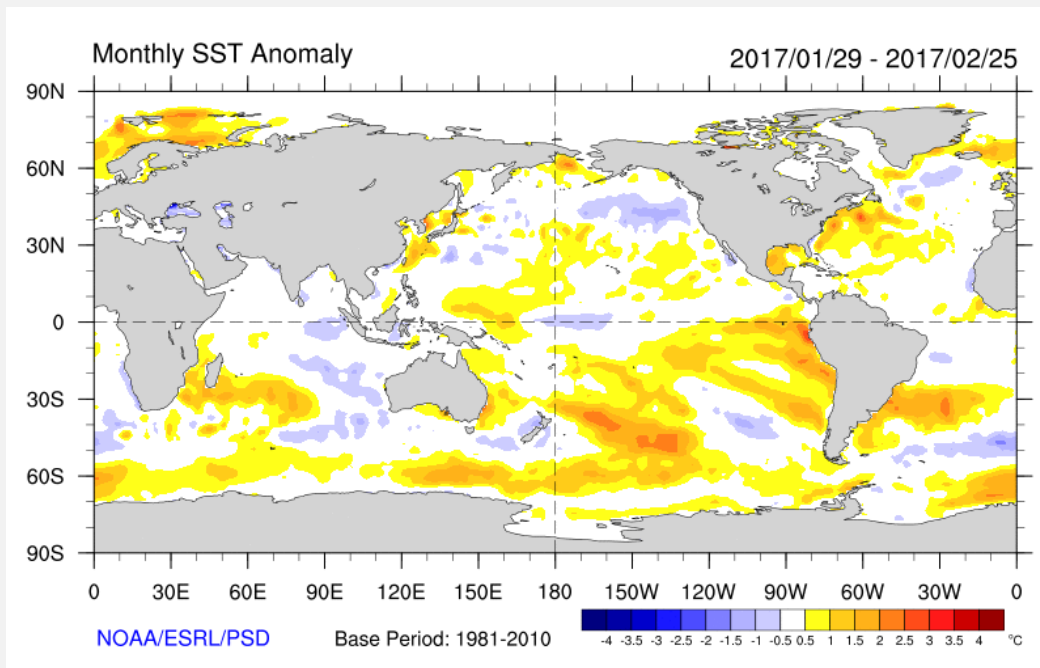 Monthly SST Anomaly 2017/01/29 - 2017/02/25
90N
60N
30N
0
30S
60S
90S
0 30E 60E 90E 120E 150E 180 150W 120W 90W 60W 30W 0
NOAA/ESRL/PSD Base Period: 1981-2010
-4 -3.5 -3 -2.5 -2 -1.5 -1 -0.5 0.5 1 1.5 2 2.5 3 3.5 4 °C